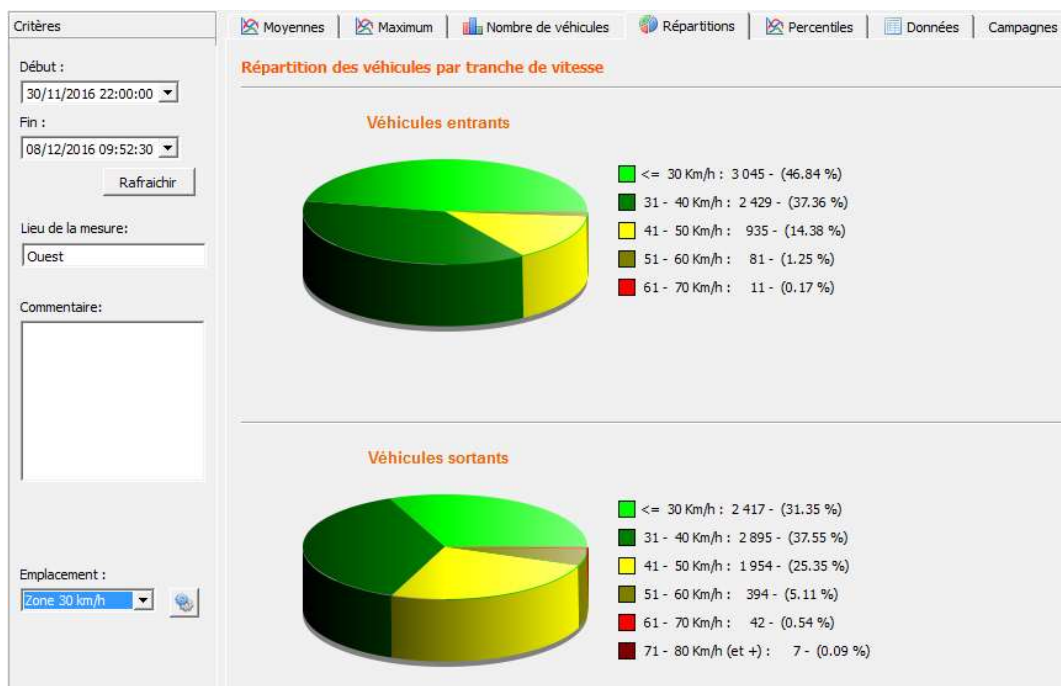 Critères
Début :
30/11/2016 22:00:00
Fin :
08/12/2016 09:52:30
Rafraichir
Lieu de la mesure:
Ouest
Commentaire:
Emplacement :
Zone 30 km/h
Moyennes
Maximum
Nombre de véhicules
Répartitions
Percentiles
Données
Campagnes
Répartition des véhicules par tranche de vitesse
Véhicules entrants
<= 30 Km/h : 3 045 - (46.84 %)
31 - 40 Km/h : 2 429 - (37.36 %)
41 - 50 Km/h : 935 - (14.38 %)
51 - 60 Km/h : 81 - (1.25 %)
61 - 70 Km/h : 11 - (0.17 %)
Véhicules sortants
<= 30 Km/h : 2 417 - (31.35 %)
31 - 40 Km/h : 2 895 - (37.55 %)
41 - 50 Km/h : 1 954 - (25.35 %)
51 - 60 Km/h : 394 - (5.11 %)
61 - 70 Km/h : 42 - (0.54 %)
71 - 80 Km/h (et +) : 7 - (0.09 %)